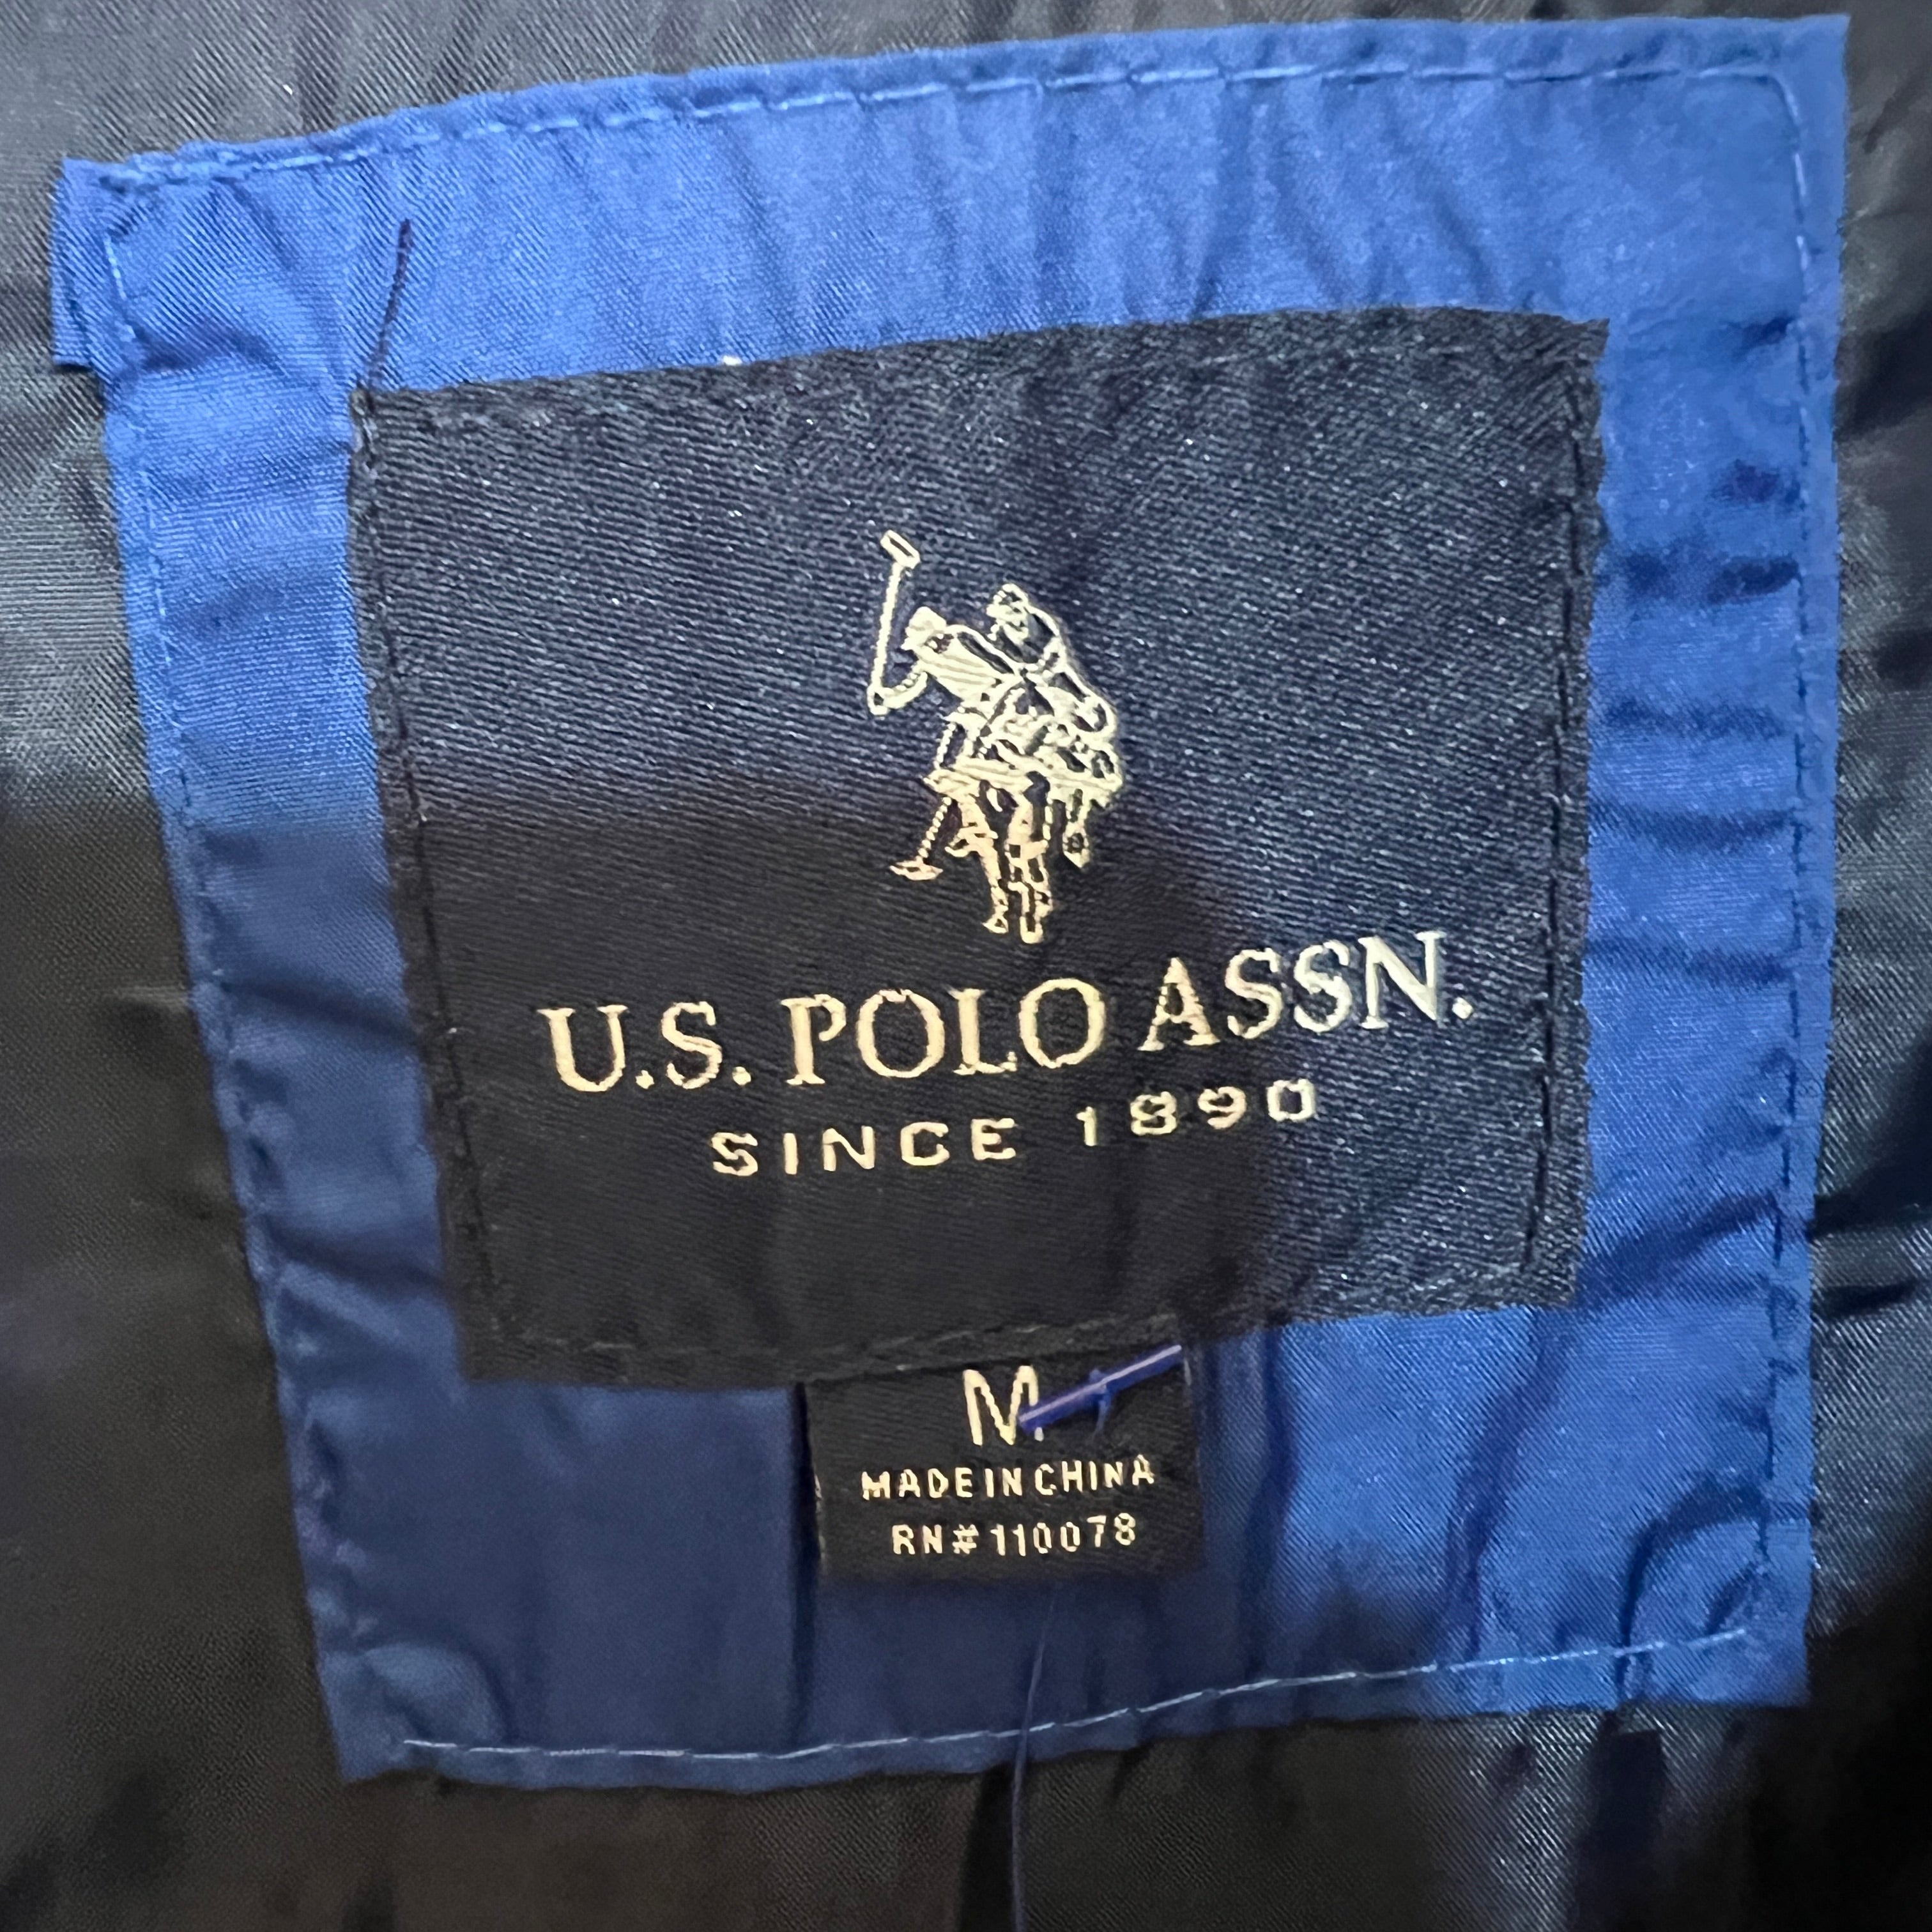 U.S. POLO ASSN.
SINCE 1890
M
MADE IN CHINA
RN#110078